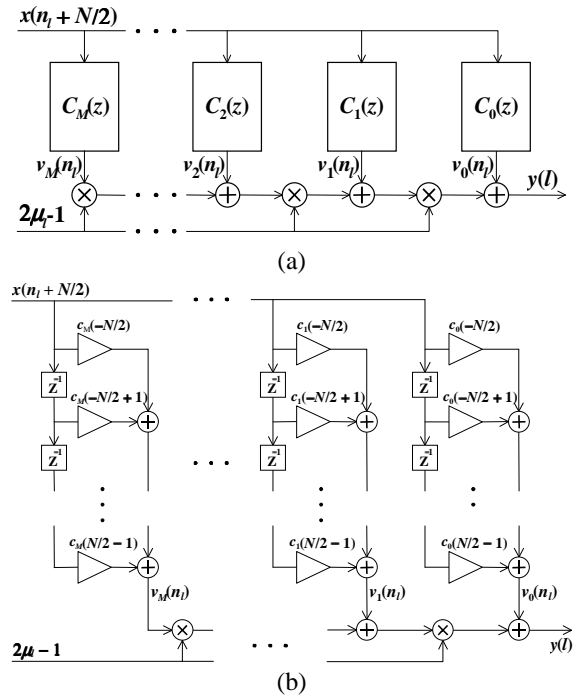 x(n_l + N/2)
C_M(z) C_2(z) C_1(z) C_0(z)
v_M(n_l) v_2(n_l) v_1(n_l) v_0(n_l)
y(l)
2μ_l-1
(a)
x(n_l + N/2)
c_M(-N/2) c_1(-N/2) c_0(-N/2)
Z^-1 Z^-1 Z^-1
c_M(-N/2 + 1) c_1(-N/2 + 1) c_0(-N/2 + 1)
Z^-1 Z^-1 Z^-1
c_M(N/2 - 1) c_1(N/2 - 1) c_0(N/2 - 1)
v_M(n_l) v_1(n_l) v_0(n_l)
2μ_l - 1 y(l)
(b)